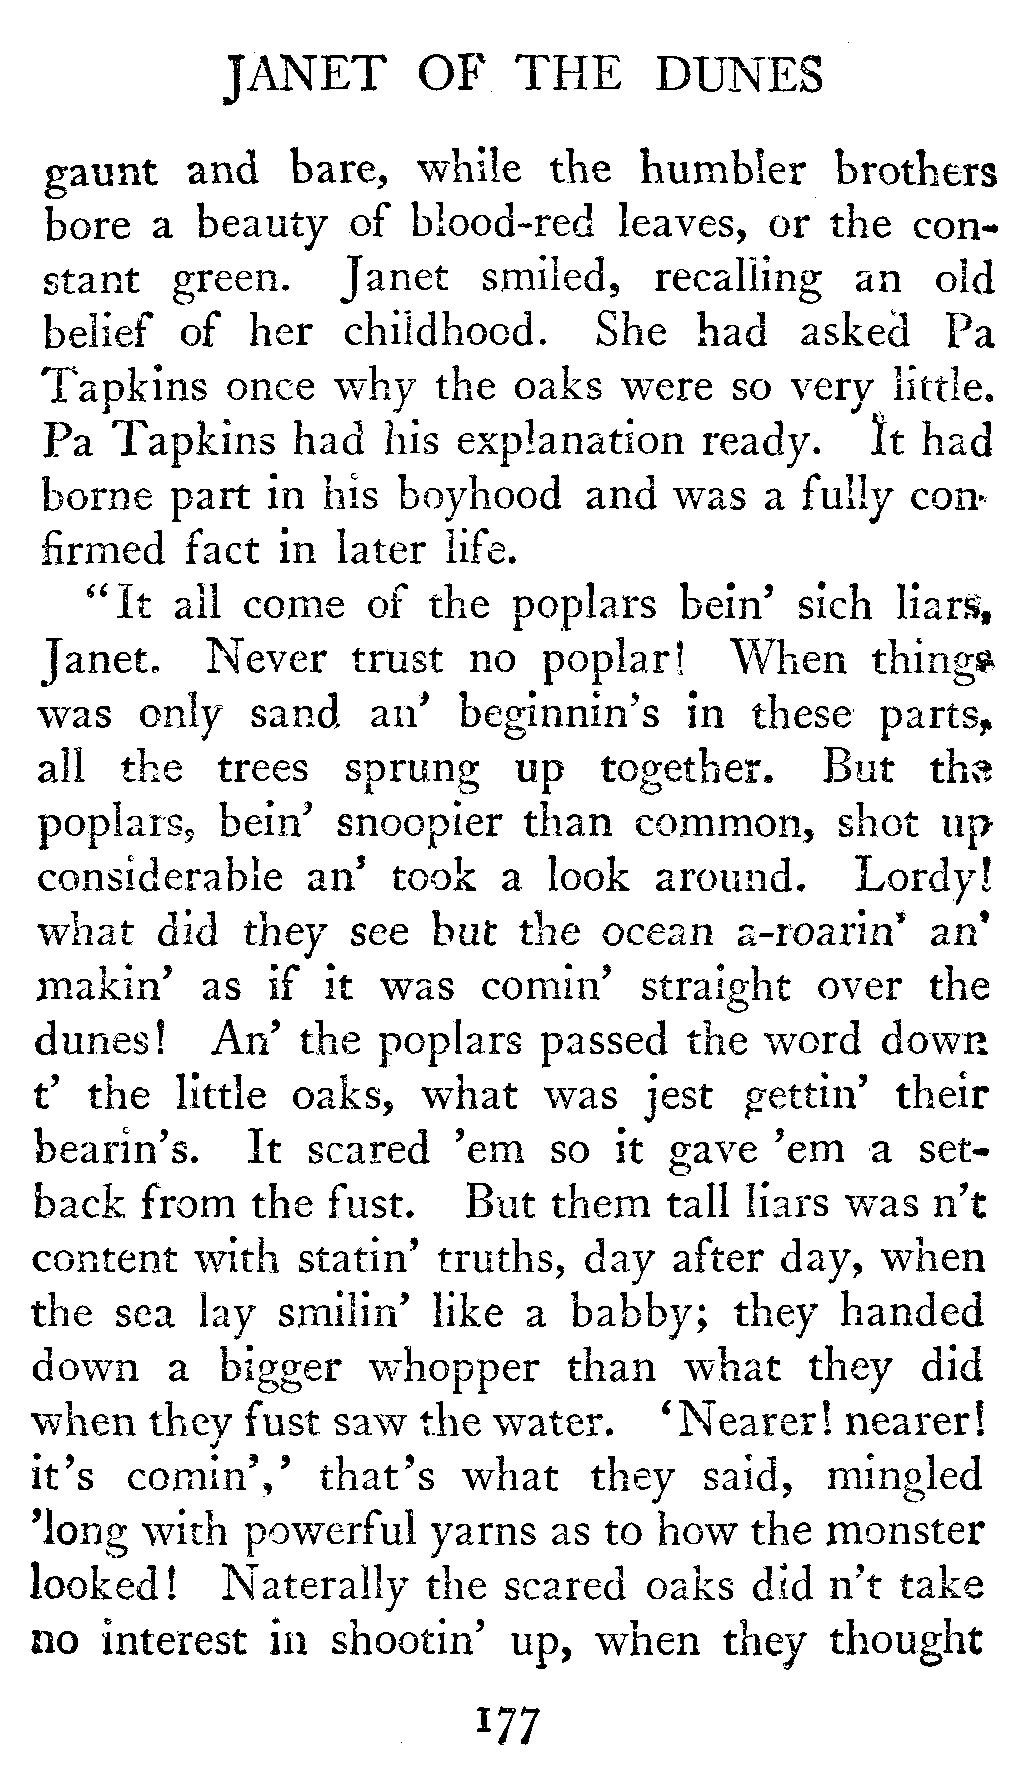 JANET OF THE DUNES
gaunt and bare, while the humbler brothers
bore a beauty of blood-red leaves, or the con-
stant green. Janet smiled, recalling an old
belief of her childhood. She had asked Pa
Tapkins once why the oaks were so very little.
Pa Tapkins had his explanation ready. It had
borne part in his boyhood and was a fully con-
firmed fact in later life.
"It all come of the poplars bein' sich liars,
Janet. Never trust no poplar! When things
was only sand an' beginnin's in these parts,
all the trees sprung up together. But the
poplars, bein' snoopier than common, shot up
considerable an' took a look around. Lordy!
what did they see but the ocean a-roarin' an'
makin' as if it was comin' straight over the
dunes! An' the poplars passed the word down
t' the little oaks, what was jest gettin' their
bearin's. It scared 'em so it gave 'em a set-
back from the fust. But them tall liars was n't
content with statin' truths, day after day, when
the sea lay smilin' like a babby; they handed
down a bigger whopper than what they did
when they fust saw the water. 'Nearer! nearer!
it's comin',' that's what they said, mingled
'long with powerful yarns as to how the monster
looked! Naterally the scared oaks did n't take
no interest in shootin' up, when they thought
177